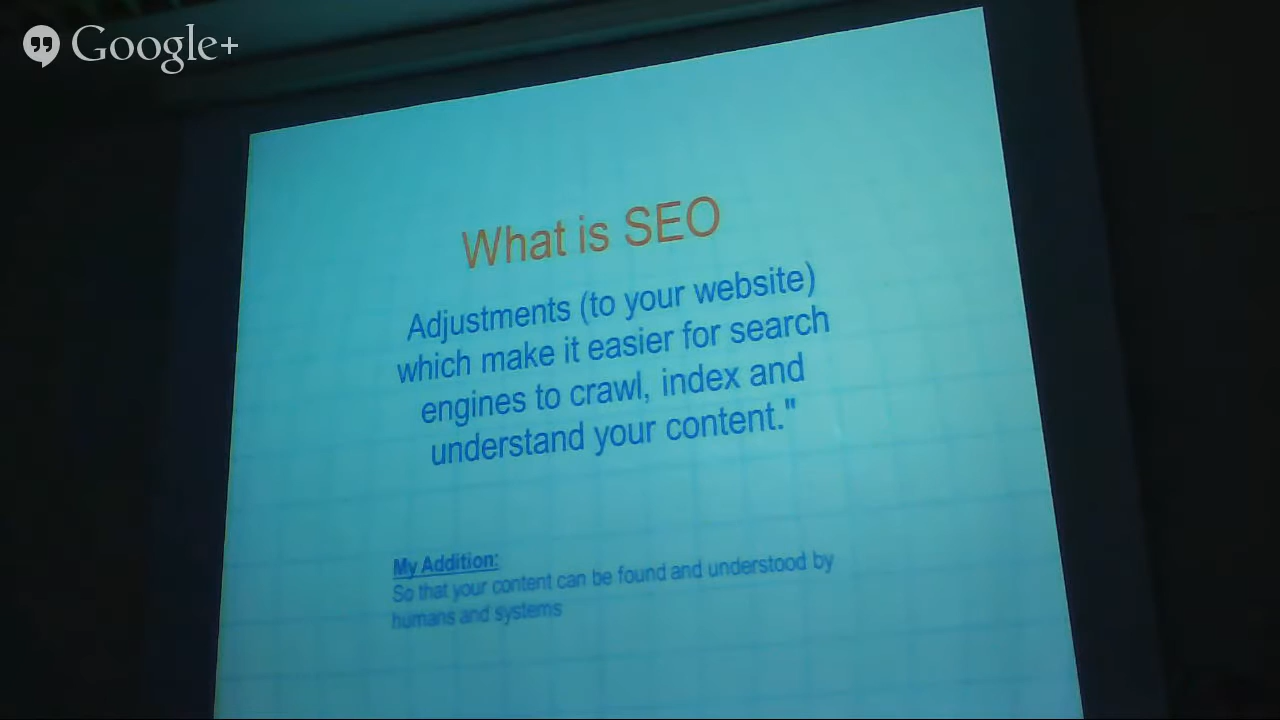 Google+
What is SEO
Adjustments (to your website)
which make it easier for search
engines to crawl, index and
understand your content."
My Addition:
So that your content can be found and understood by
humans and systems